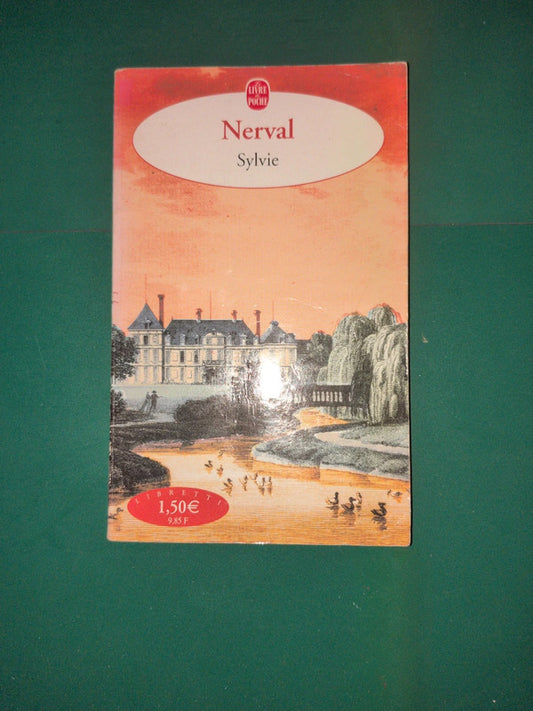 Le
LIVRE
de
POCHE
Nerval
Sylvie
LIBRETTI
1,50€
9,85 F